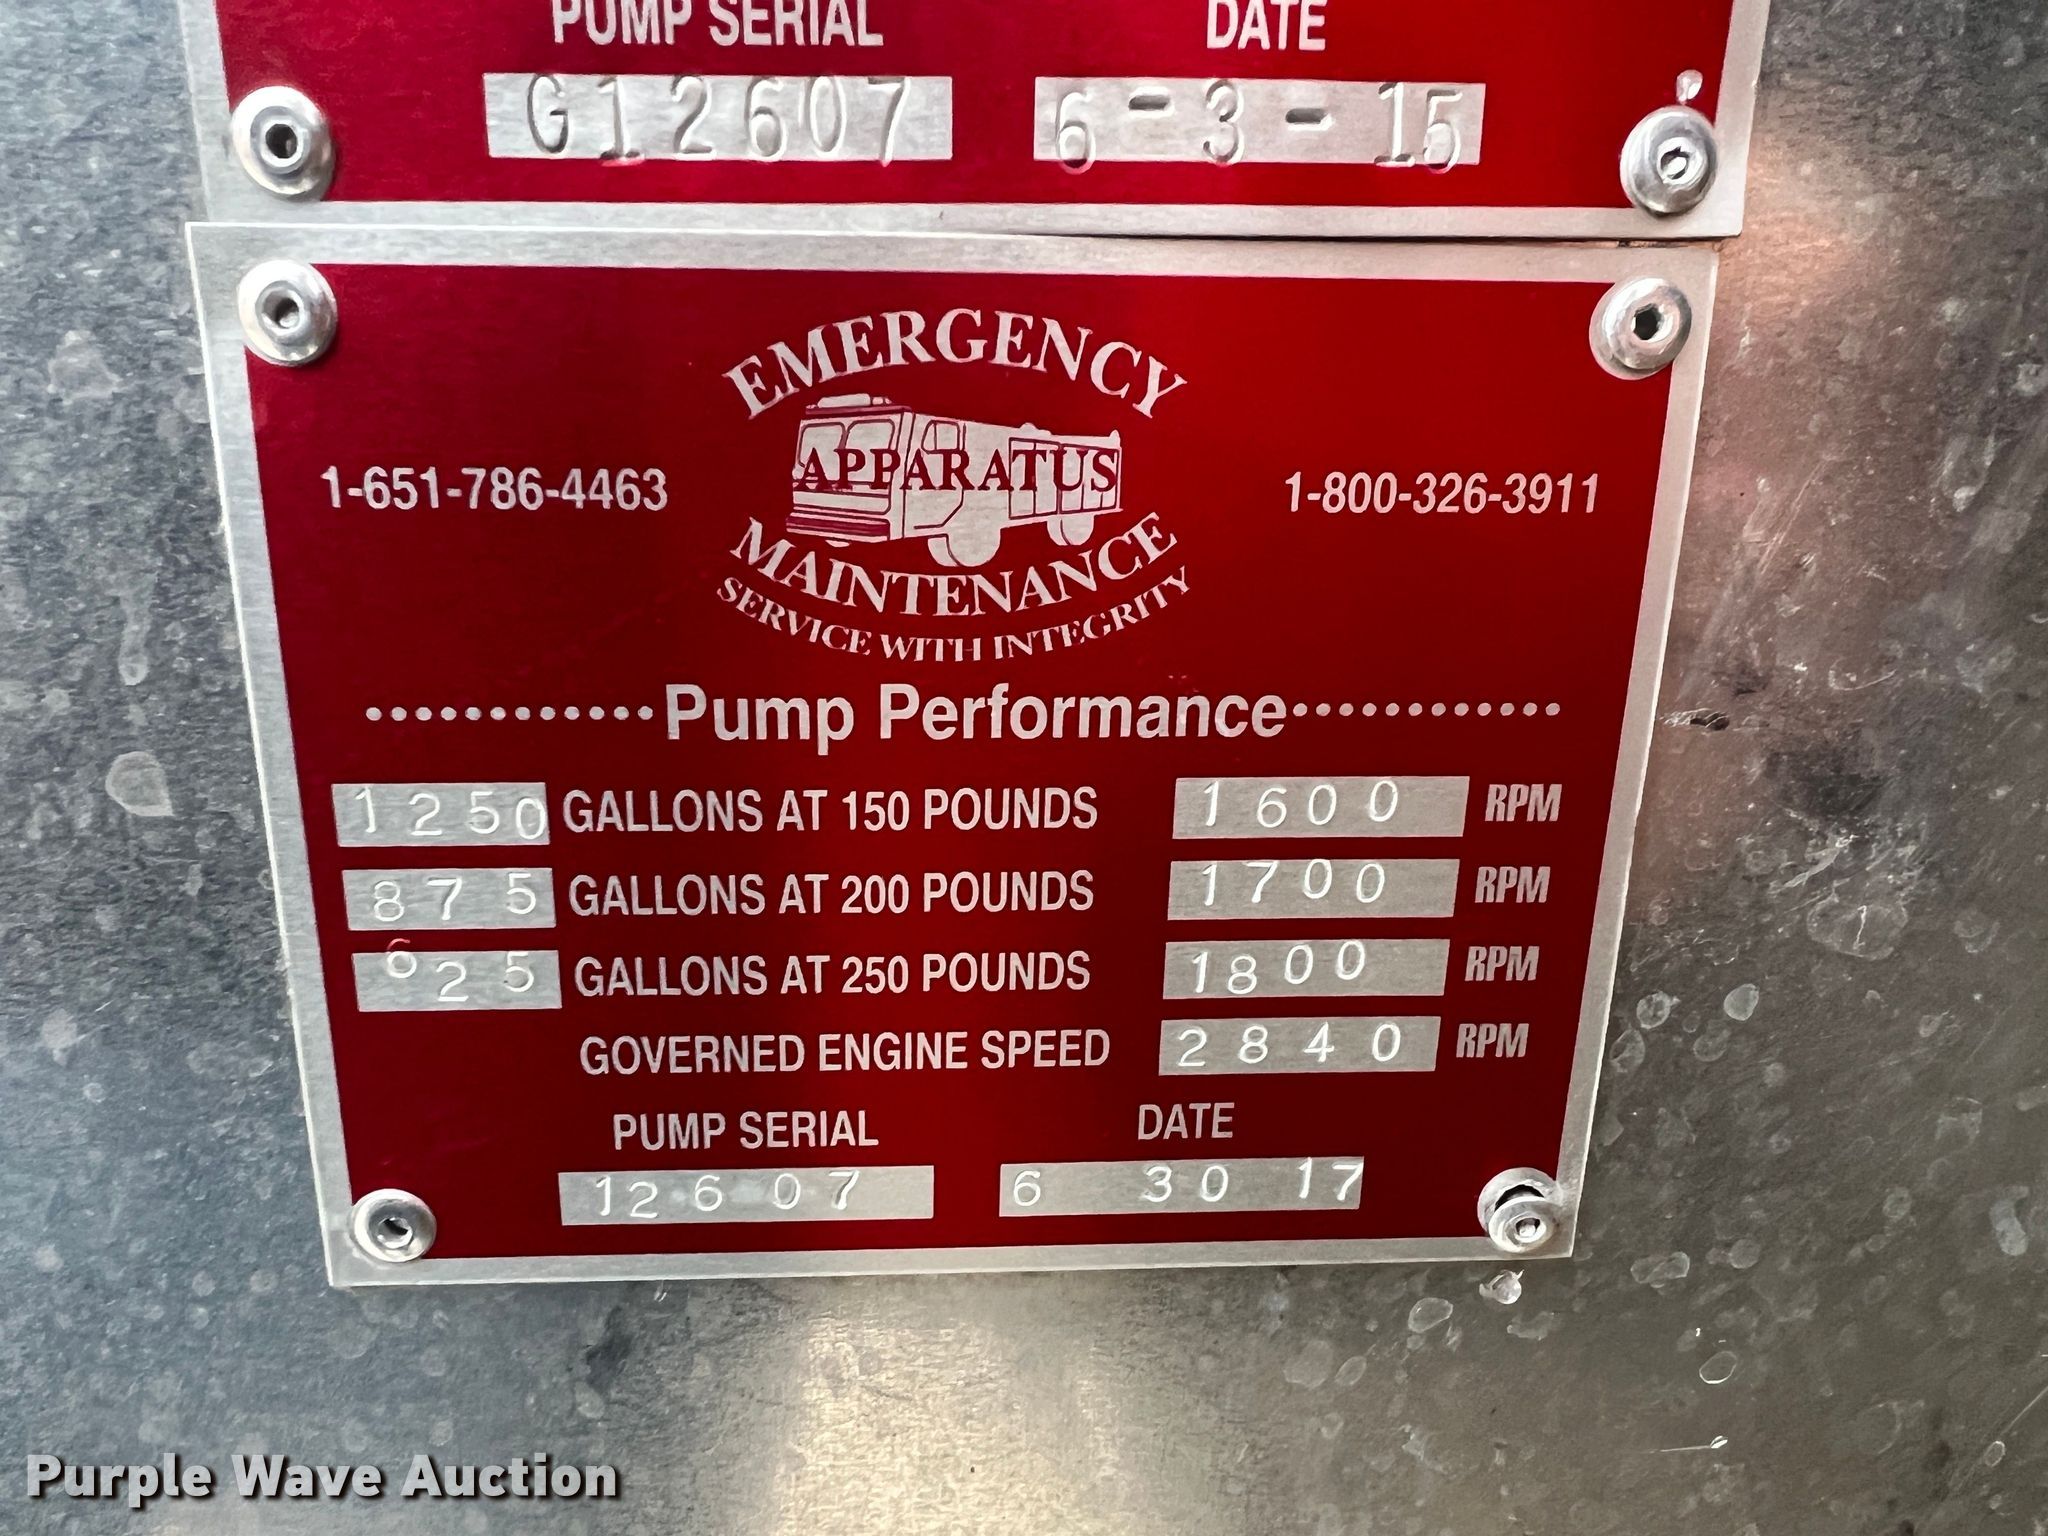 PUMP SERIAL DATE
G12607 6-3-15
EMERGENCY
APPARATUS
MAINTENANCE
SERVICE WITH INTEGRITY
1-651-786-4463 1-800-326-3911
Pump Performance
1250 GALLONS AT 150 POUNDS 1600 RPM
875 GALLONS AT 200 POUNDS 1700 RPM
625 GALLONS AT 250 POUNDS 1800 RPM
GOVERNED ENGINE SPEED 2840 RPM
PUMP SERIAL DATE
12607 6 30 17
Purple Wave Auction